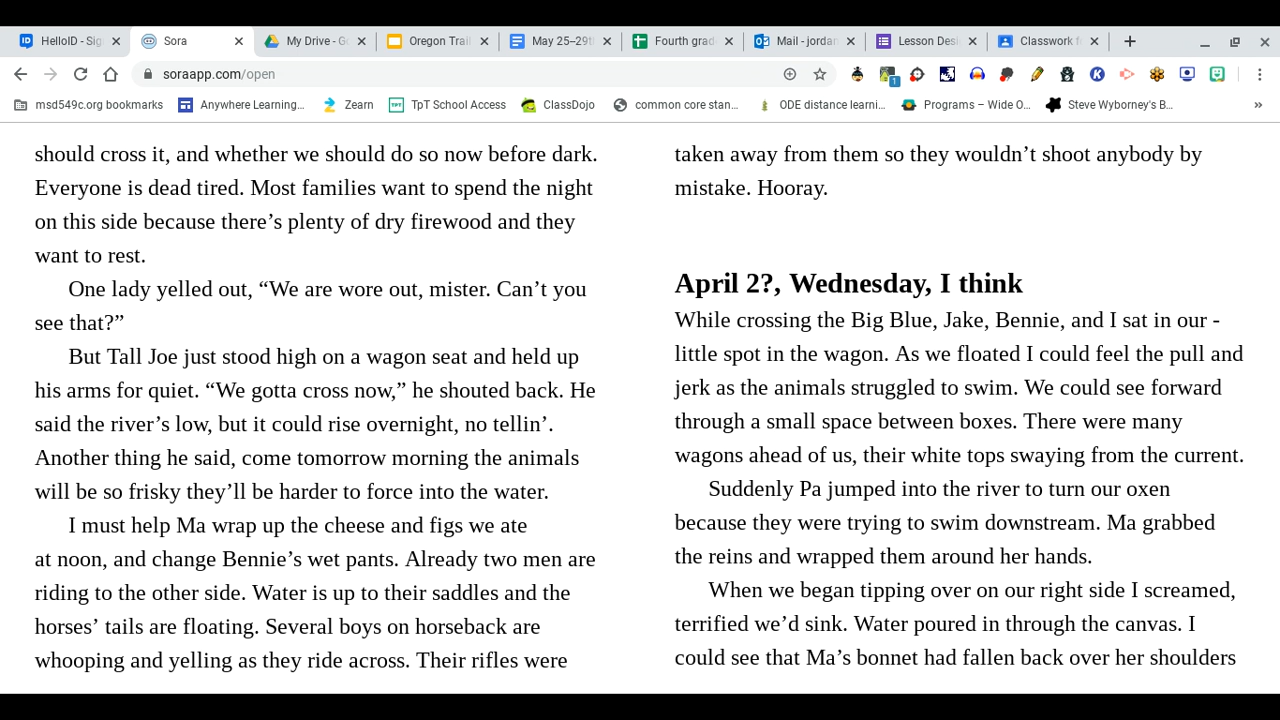 HelloID - Sig
Sora
My Drive - Go
Oregon Trail
May 25–29th
Fourth grad
Mail - jordan
Lesson Desi
Classwork f
soraapp.com/open
1
msd549c.org bookmarks
Anywhere Learning...
Zearn
TpT School Access
ClassDojo
common core stan...
ODE distance learni...
Programs – Wide O...
Steve Wyborney's B...
should cross it, and whether we should do so now before dark.
Everyone is dead tired. Most families want to spend the night
on this side because there’s plenty of dry firewood and they
want to rest.
One lady yelled out, “We are wore out, mister. Can’t you
see that?”
But Tall Joe just stood high on a wagon seat and held up
his arms for quiet. “We gotta cross now,” he shouted back. He
said the river’s low, but it could rise overnight, no tellin’.
Another thing he said, come tomorrow morning the animals
will be so frisky they’ll be harder to force into the water.
I must help Ma wrap up the cheese and figs we ate
at noon, and change Bennie’s wet pants. Already two men are
riding to the other side. Water is up to their saddles and the
horses’ tails are floating. Several boys on horseback are
whooping and yelling as they ride across. Their rifles were
taken away from them so they wouldn’t shoot anybody by
mistake. Hooray.
April 2?, Wednesday, I think
While crossing the Big Blue, Jake, Bennie, and I sat in our -
little spot in the wagon. As we floated I could feel the pull and
jerk as the animals struggled to swim. We could see forward
through a small space between boxes. There were many
wagons ahead of us, their white tops swaying from the current.
Suddenly Pa jumped into the river to turn our oxen
because they were trying to swim downstream. Ma grabbed
the reins and wrapped them around her hands.
When we began tipping over on our right side I screamed,
terrified we’d sink. Water poured in through the canvas. I
could see that Ma’s bonnet had fallen back over her shoulders